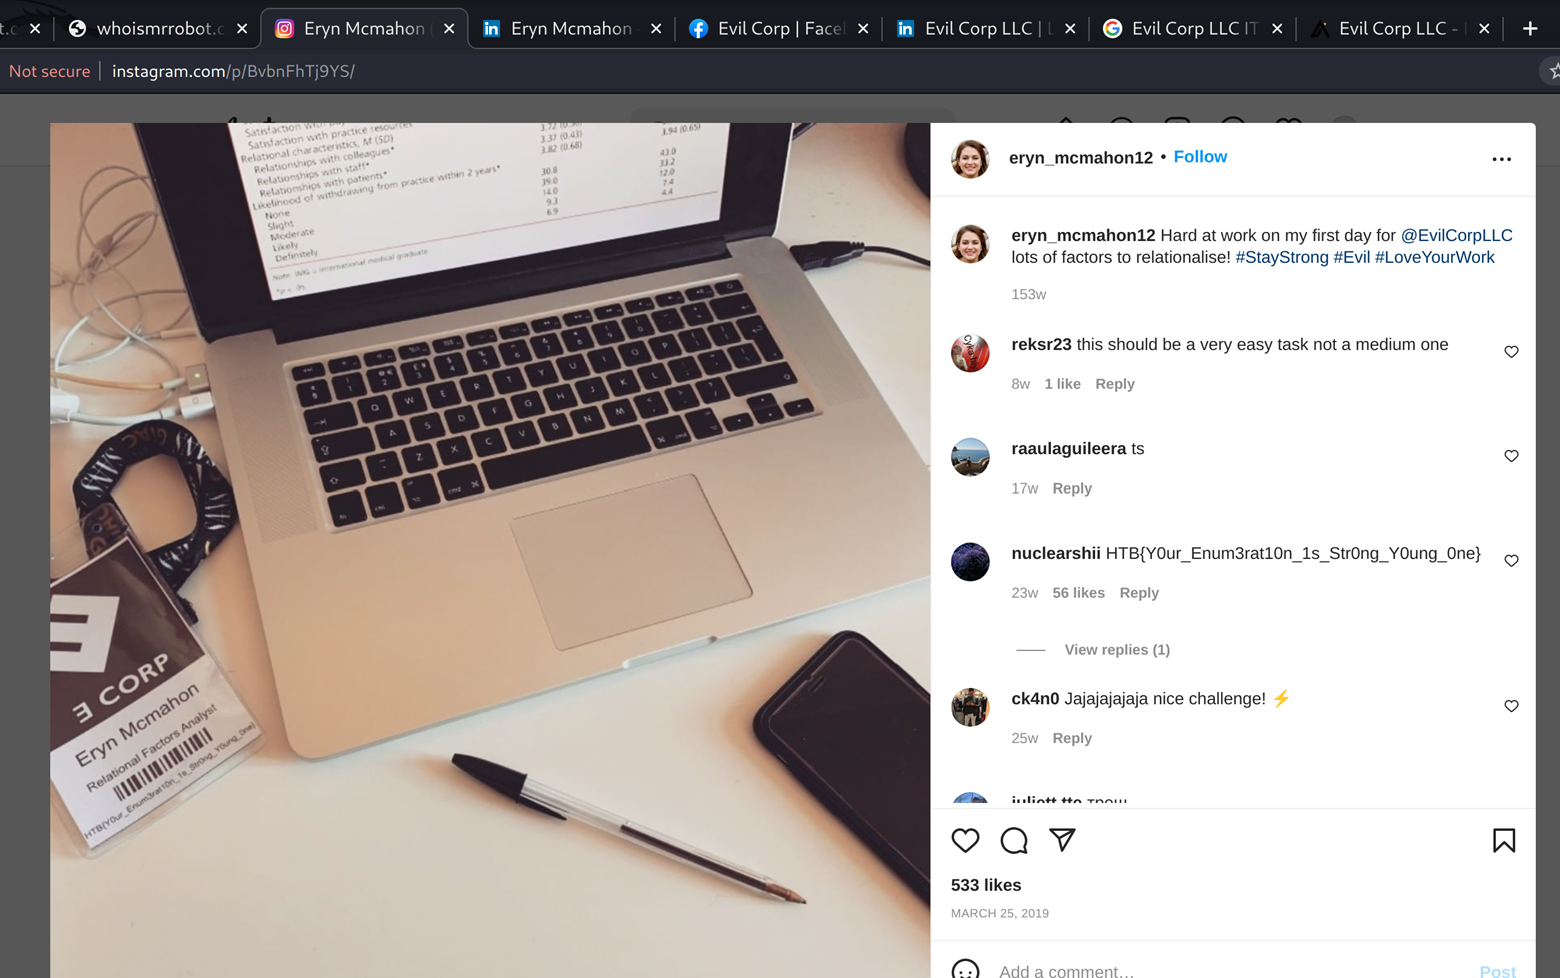 t.c
whoismrrobot.c
Eryn Mcmahon
Eryn Mcmahon
Evil Corp | Face
Evil Corp LLC |
Evil Corp LLC IT
Evil Corp LLC -
Not secure
instagram.com/p/BvbnFhTj9YS/
Satisfaction with practice resources
Relational characteristics, M (SD)
3.37 (0.43)
3.94 (0.65)
Relationships with colleagues*
3.82 (0.68)
Relationships with staff*
43.0
Relationships with patients*
30.8
33.2
Likelihood of withdrawing from practice within 2 years*
39.0
12.0
None
14.0
7.4
Slight
9.3
4.4
Moderate
6.9
Likely
Definitely
Note. IMG = international medical graduate.
Ǝ CORP
Eryn Mcmahon
Relational Factors Analyst
HTB{Y0ur_Enum3rat10n_1s_Str0ng_Y0ung_0ne}
eryn_mcmahon12 • Follow
eryn_mcmahon12 Hard at work on my first day for @EvilCorpLLC
lots of factors to relationalise! #StayStrong #Evil #LoveYourWork
153w
reksr23 this should be a very easy task not a medium one
8w 1 like Reply
raaulaguileera ts
17w Reply
nuclearshii HTB{Y0ur_Enum3rat10n_1s_Str0ng_Y0ung_0ne}
23w 56 likes Reply
View replies (1)
ck4n0 Jajajajajaja nice challenge! ⚡
25w Reply
533 likes
MARCH 25, 2019
Add a comment…
Post